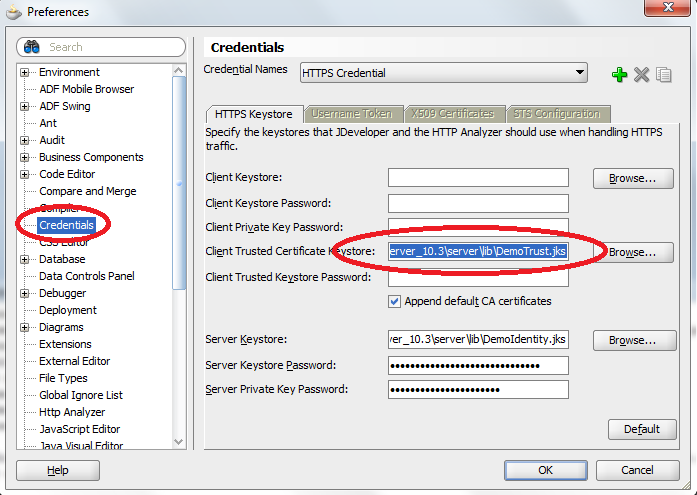 Preferences
Search
Environment
ADF Mobile Browser
ADF Swing
Ant
Audit
Business Components
Code Editor
Compare and Merge
Compiler
Credentials
CSS Editor
Database
Data Controls Panel
Debugger
Deployment
Diagrams
Extensions
External Editor
File Types
Global Ignore List
Http Analyzer
JavaScript Editor
Java Visual Editor
Credentials
Credential Names
HTTPS Credential
HTTPS Keystore Username Token X509 Certificates STS Configuration
Specify the keystores that JDeveloper and the HTTP Analyzer should use when handling HTTPS
traffic.
Client Keystore: Browse...
Client Keystore Password:
Client Private Key Password:
Client Trusted Certificate Keystore: erver_10.3\server\lib\DemoTrust.jks Browse...
Client Trusted Keystore Password:
Append default CA certificates
Server Keystore: ver_10.3\server\lib\DemoIdentity.jks Browse...
Server Keystore Password:
Server Private Key Password:
Default
Help OK Cancel